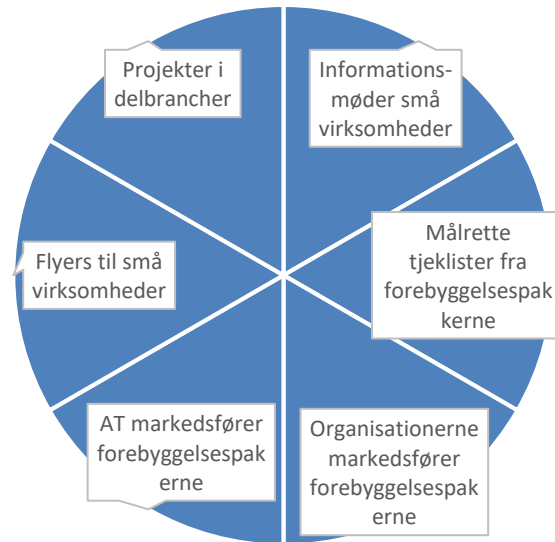 Projekter i
delbrancher
Informations-
møder små
virksomheder
Målrette
tjeklister fra
forebyggelsespak
kerne
Organisationerne
markedsfører
forebyggelsespak
erne
AT markedsfører
forebyggelsespak
erne
Flyers til små
virksomheder